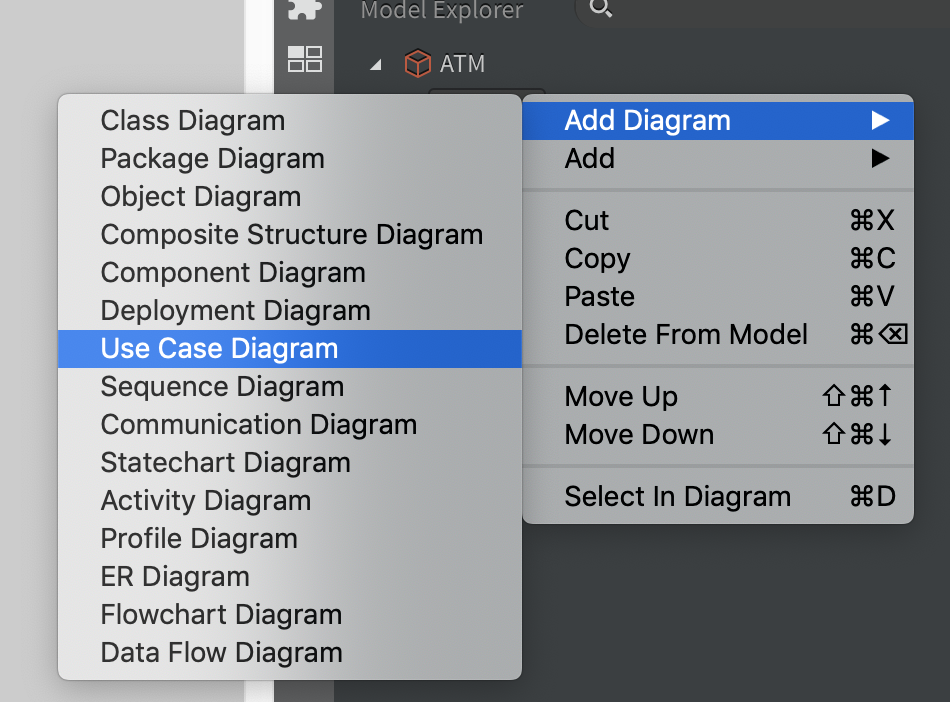 Model Explorer
ATM
Class Diagram
Package Diagram
Object Diagram
Composite Structure Diagram
Component Diagram
Deployment Diagram
Use Case Diagram
Sequence Diagram
Communication Diagram
Statechart Diagram
Activity Diagram
Profile Diagram
ER Diagram
Flowchart Diagram
Data Flow Diagram
Add Diagram ▶
Add ▶
Cut ⌘X
Copy ⌘C
Paste ⌘V
Delete From Model ⌘⌫
Move Up ⇧⌘↑
Move Down ⇧⌘↓
Select In Diagram ⌘D